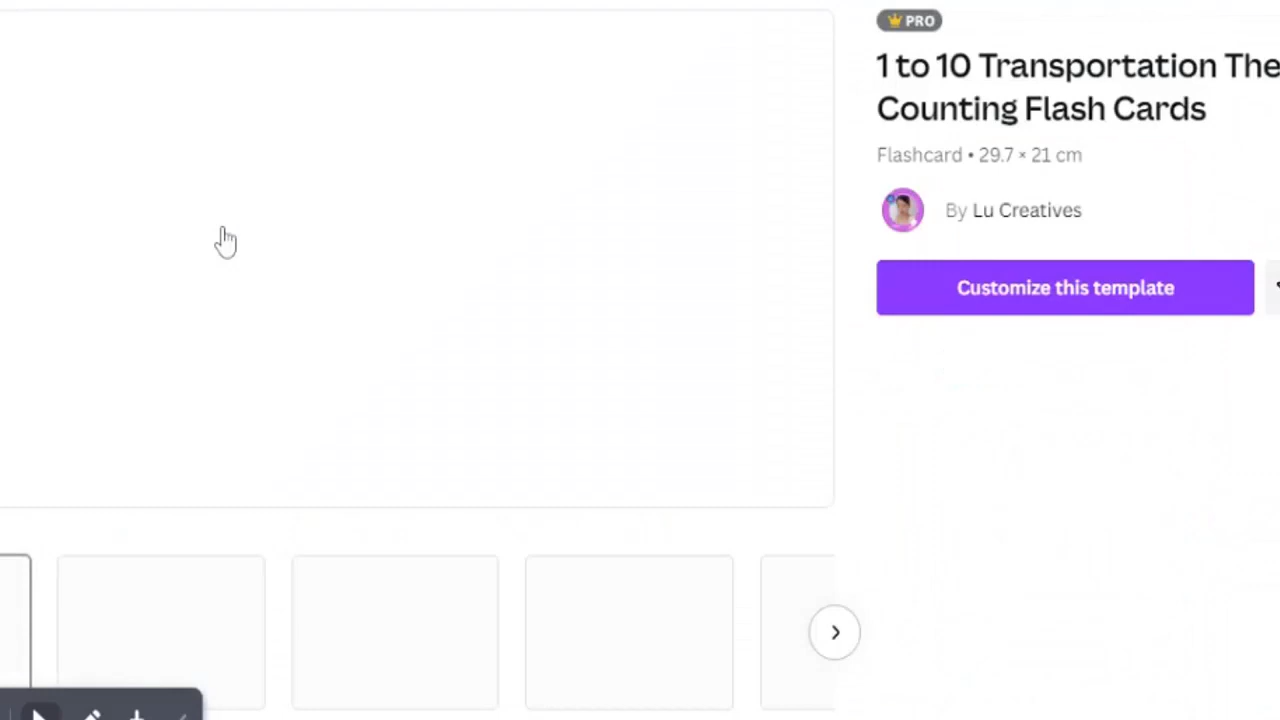 PRO
1 to 10 Transportation The
Counting Flash Cards
Flashcard • 29.7 × 21 cm
By Lu Creatives
Customize this template